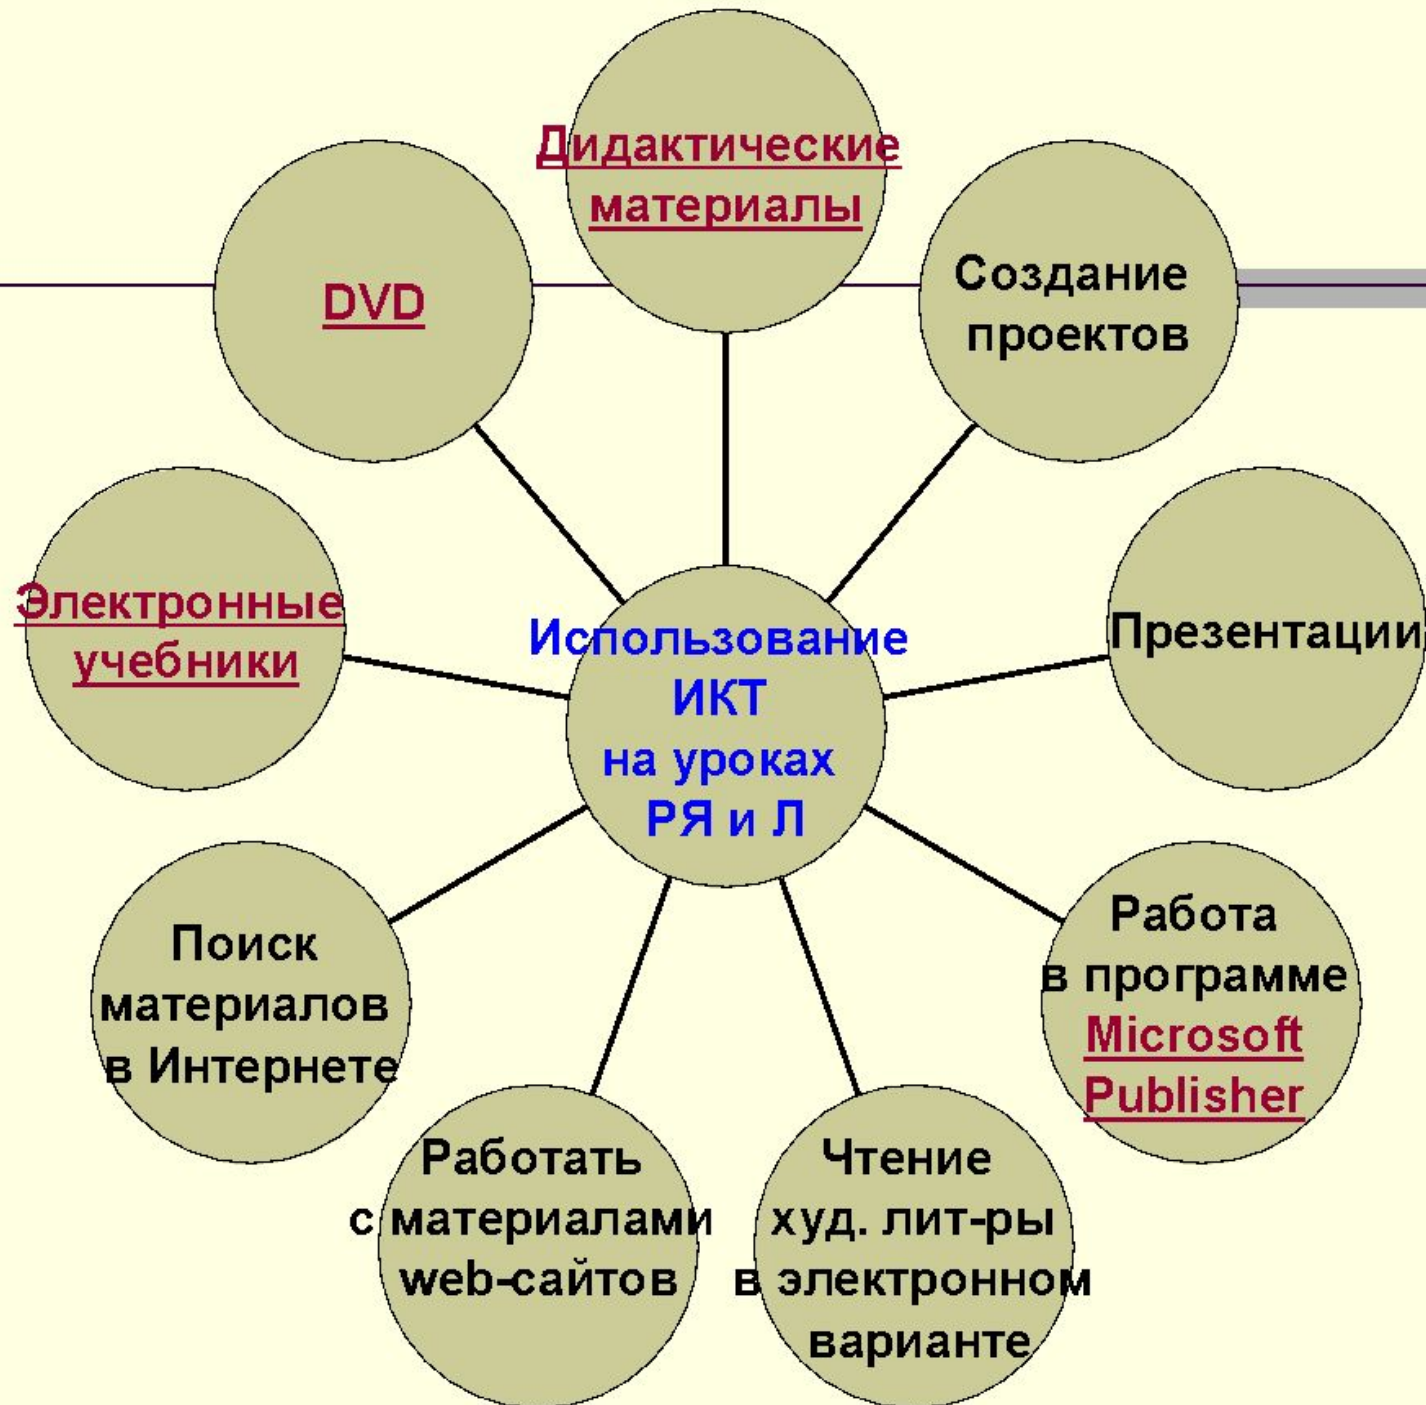 Дидактические
материалы
Создание
проектов
DVD
Презентации
Электронные
учебники
Использование
ИКТ
на уроках
РЯ и Л
Работа
в программе
Microsoft
Publisher
Поиск
материалов
в Интернете
Работать
с материалами
web-сайтов
Чтение
худ. лит-ры
в электронном
варианте